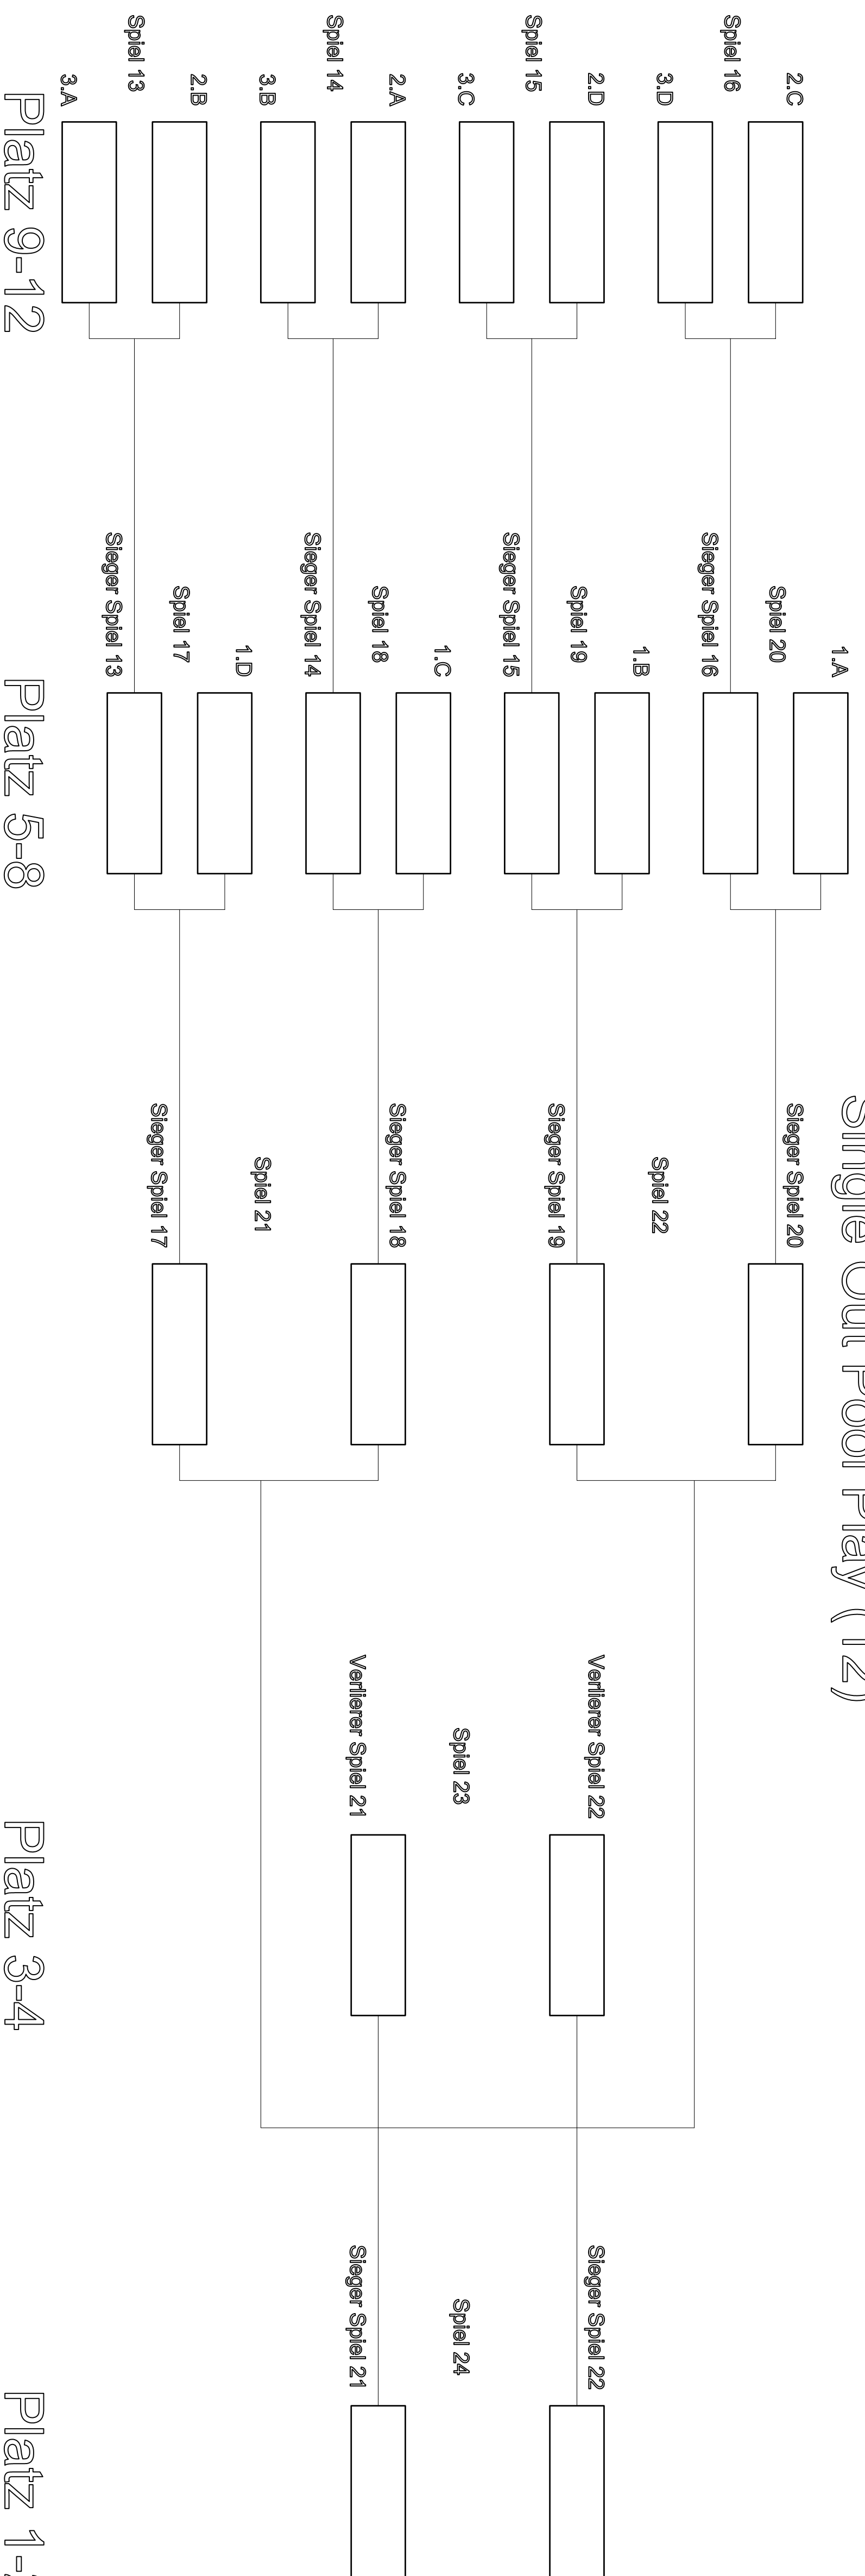 Single Out Pool Play (12)
1.A
2.C
Sieger Spiel 20
Spiel 20
Spiel 16
Sieger Spiel 16
3.D
Spiel 22
1.B
2.D
Verlierer Spiel 22
Sieger Spiel 22
Spiel 19
Sieger Spiel 19
Spiel 15
Sieger Spiel 15
3.C
Spiel 23
Spiel 24
1.C
2.A
Sieger Spiel 18
Spiel 18
Verlierer Spiel 21
Sieger Spiel 21
Spiel 14
Sieger Spiel 14
3.B
Spiel 21
1.D
2.B
Spiel 17
Sieger Spiel 17
Spiel 13
Sieger Spiel 13
3.A
Platz 9-12
Platz 5-8
Platz 3-4
Platz 1-